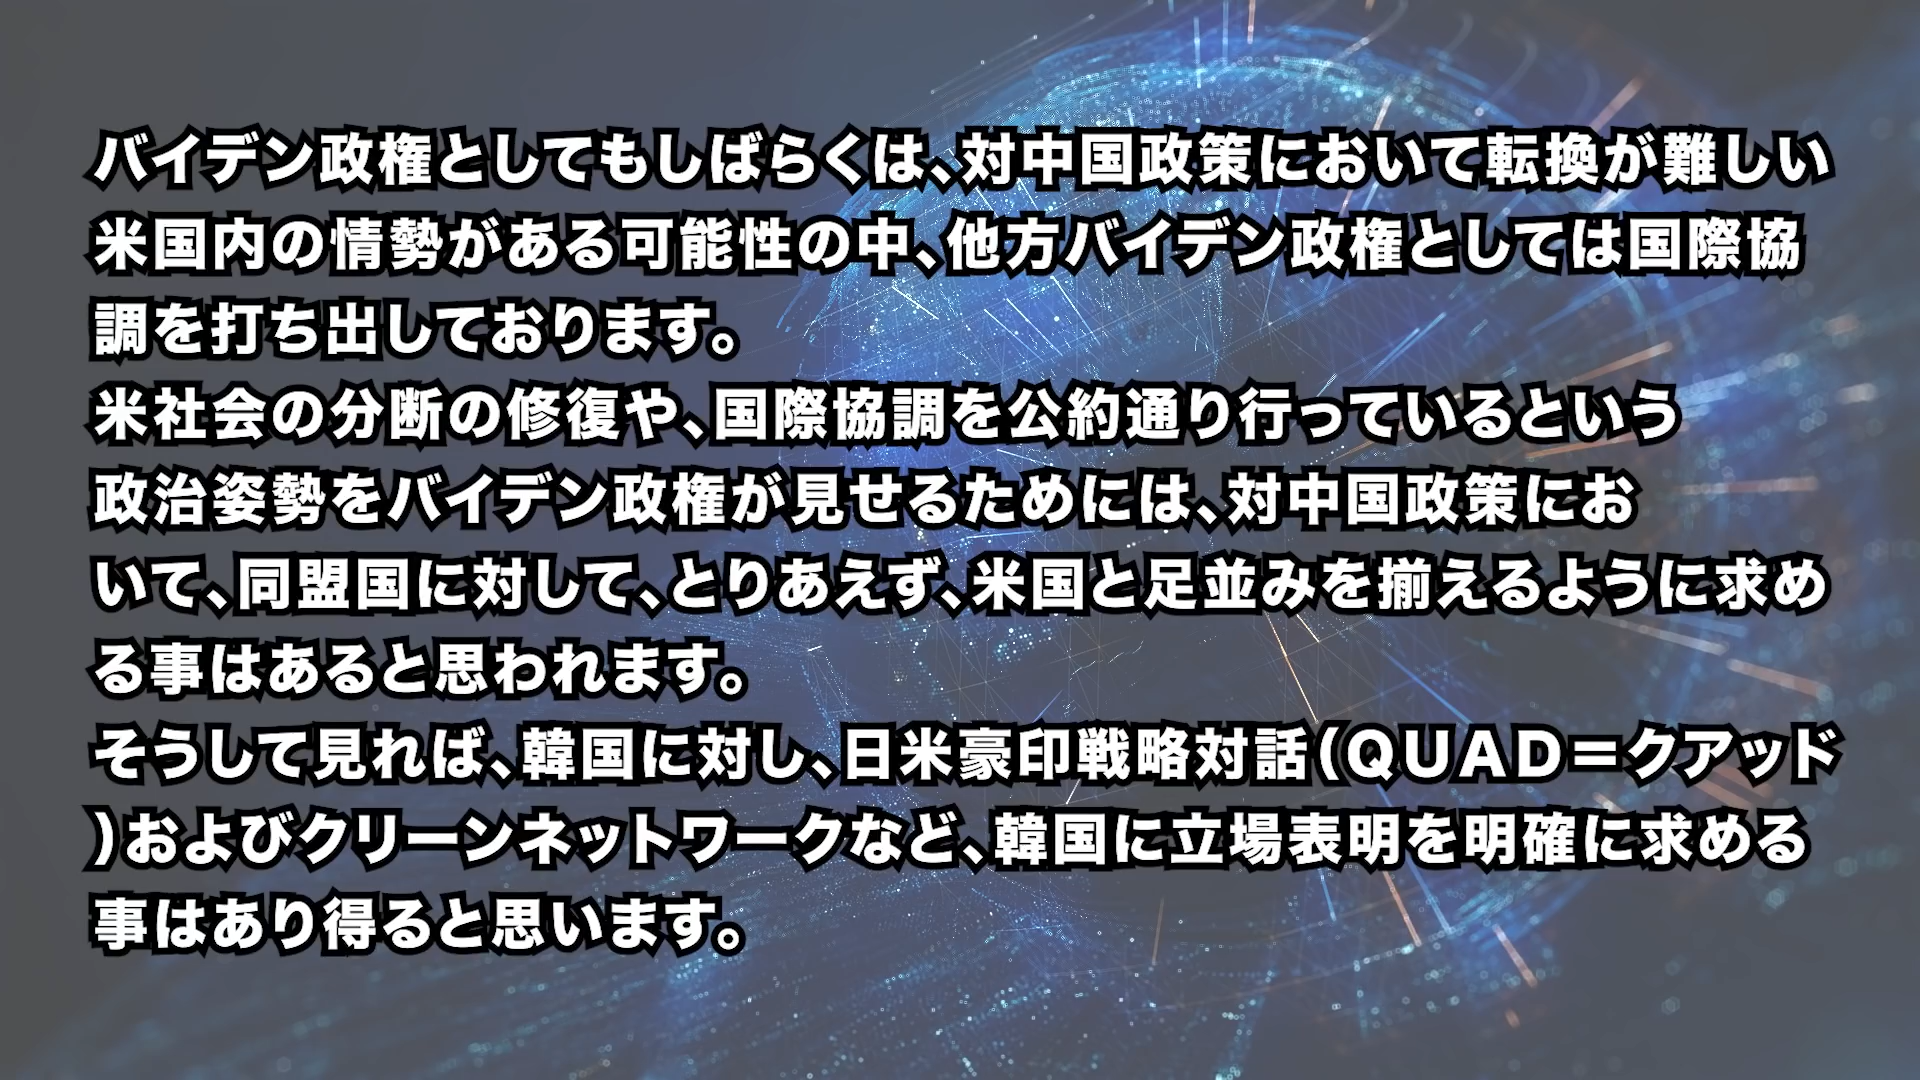 バイデン政権としてもしばらくは、対中国政策において転換が難しい
米国内の情勢がある可能性の中、他方バイデン政権としては国際協
調を打ち出しております。
米社会の分断の修復や、国際協調を公約通り行っているという
政治姿勢をバイデン政権が見せるためには、対中国政策にお
いて、同盟国に対して、とりあえず、米国と足並みを揃えるように求め
る事はあると思われます。
そうして見れば、韓国に対し、日米豪印戦略対話（ＱＵＡＤ＝クアッド
）およびクリーンネットワークなど、韓国に立場表明を明確に求める
事はあり得ると思います。